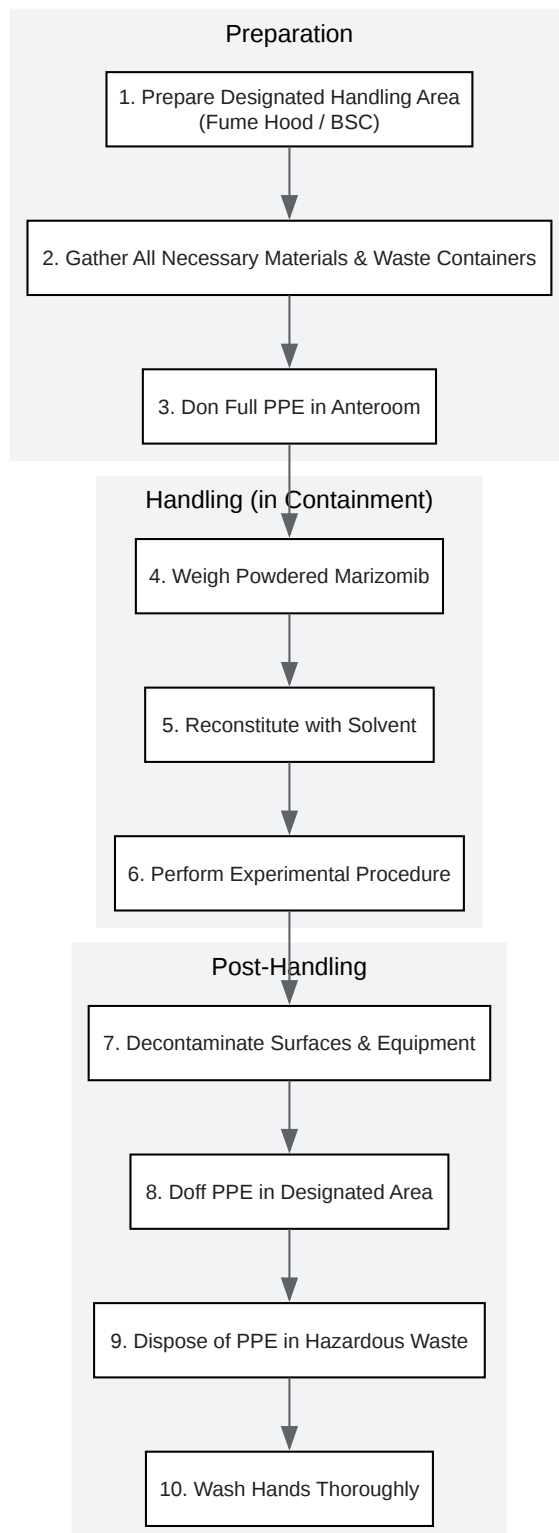 Preparation
1. Prepare Designated Handling Area
(Fume Hood / BSC)
2. Gather All Necessary Materials & Waste Containers
3. Don Full PPE in Anteroom
Handling (in Containment)
4. Weigh Powdered Marizomib
5. Reconstitute with Solvent
6. Perform Experimental Procedure
Post-Handling
7. Decontaminate Surfaces & Equipment
8. Doff PPE in Designated Area
9. Dispose of PPE in Hazardous Waste
10. Wash Hands Thoroughly